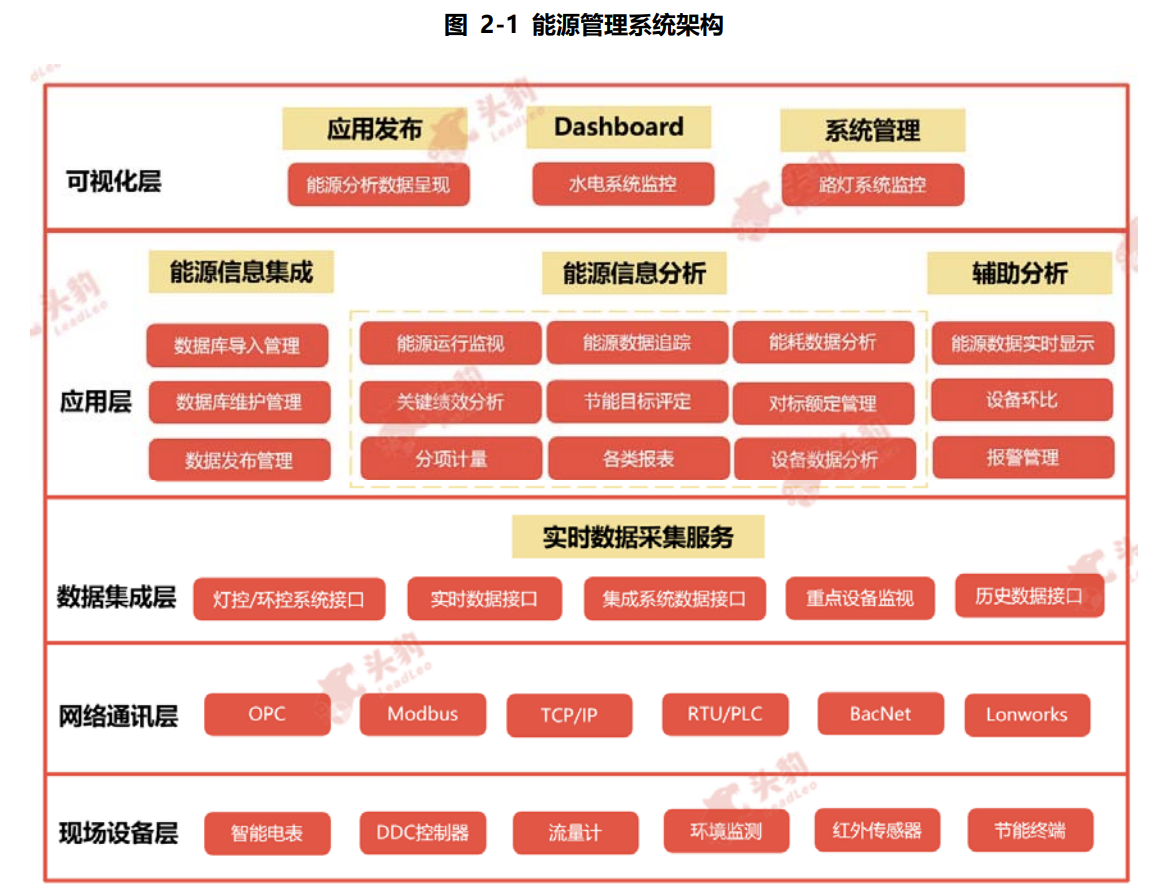 图 2-1 能源管理系统架构
应用发布 Dashboard 系统管理
可视化层
能源分析数据呈现 水电系统监控 路灯系统监控
能源信息集成 能源信息分析 辅助分析
数据库导入管理 能源运行监视 能源数据追踪 能耗数据分析 能源数据实时显示
应用层
数据库维护管理 关键绩效分析 节能目标评定 对标额定管理 设备环比
数据发布管理 分项计量 各类报表 设备数据分析 报警管理
实时数据采集服务
数据集成层
灯控/环控系统接口 实时数据接口 集成系统数据接口 重点设备监视 历史数据接口
网络通讯层
OPC Modbus TCP/IP RTU/PLC BacNet Lonworks
现场设备层
智能电表 DDC控制器 流量计 环境监测 红外传感器 节能终端
头豹
LeadLeo